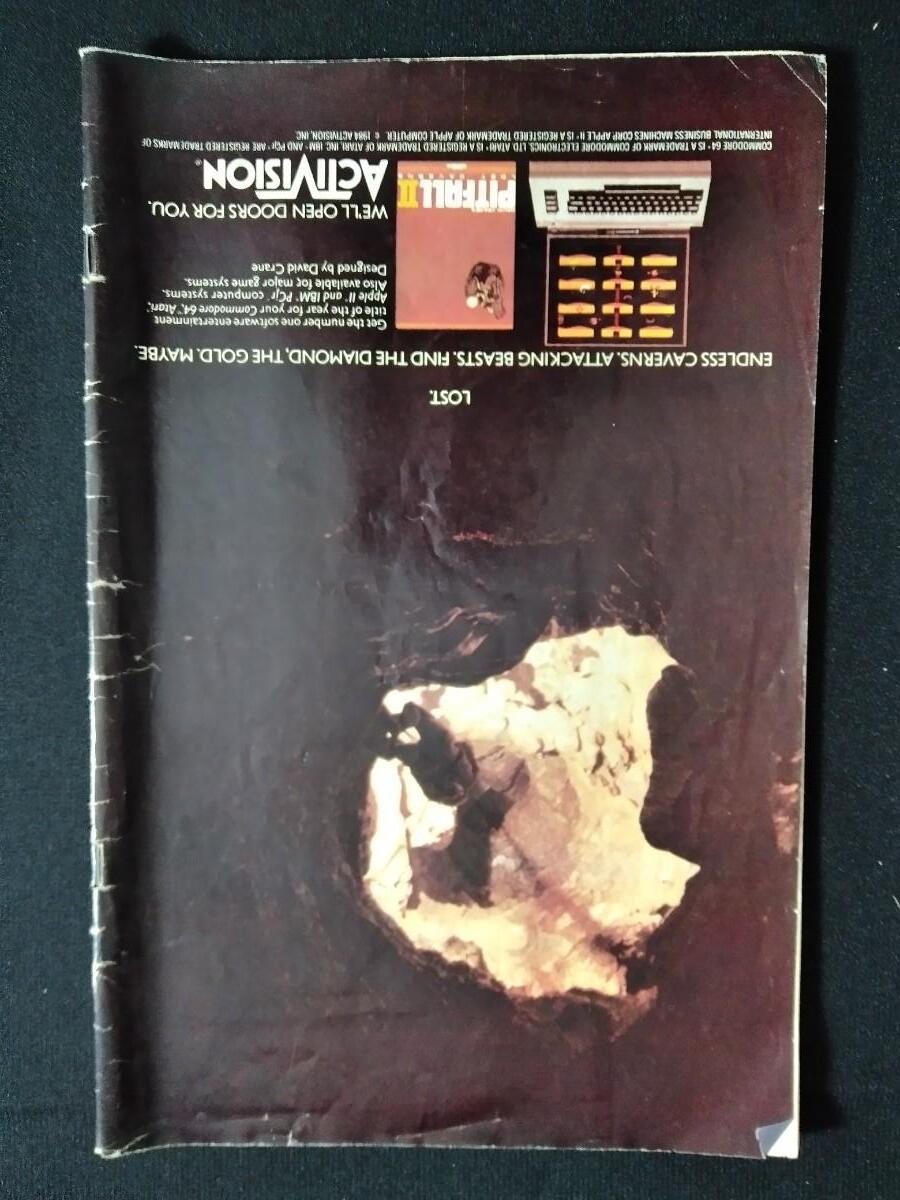 LOST.
ENDLESS CAVERNS. ATTACKING BEASTS. FIND THE DIAMOND, THE GOLD. MAYBE.
Get the number one software entertainment
title of the year for your Commodore 64,™ Atari,®
Apple II® and IBM® PCjr® computer systems.
Also available for major game systems.
Designed by David Crane
PITFALL II
LOST CAVERNS
WE'LL OPEN DOORS FOR YOU.
ACTIVISION®
COMMODORE 64™ IS A TRADEMARK OF COMMODORE ELECTRONICS, LTD. ATARI® IS A REGISTERED TRADEMARK OF ATARI, INC. IBM® AND PCjr® ARE REGISTERED TRADE MARKS OF
INTERNATIONAL BUSINESS MACHINES CORP. APPLE® II® IS A REGISTERED TRADEMARK OF APPLE COMPUTER. © 1984 ACTIVISION, INC.